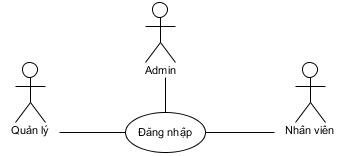 Admin
Quản lý
Đăng nhập
Nhân viên